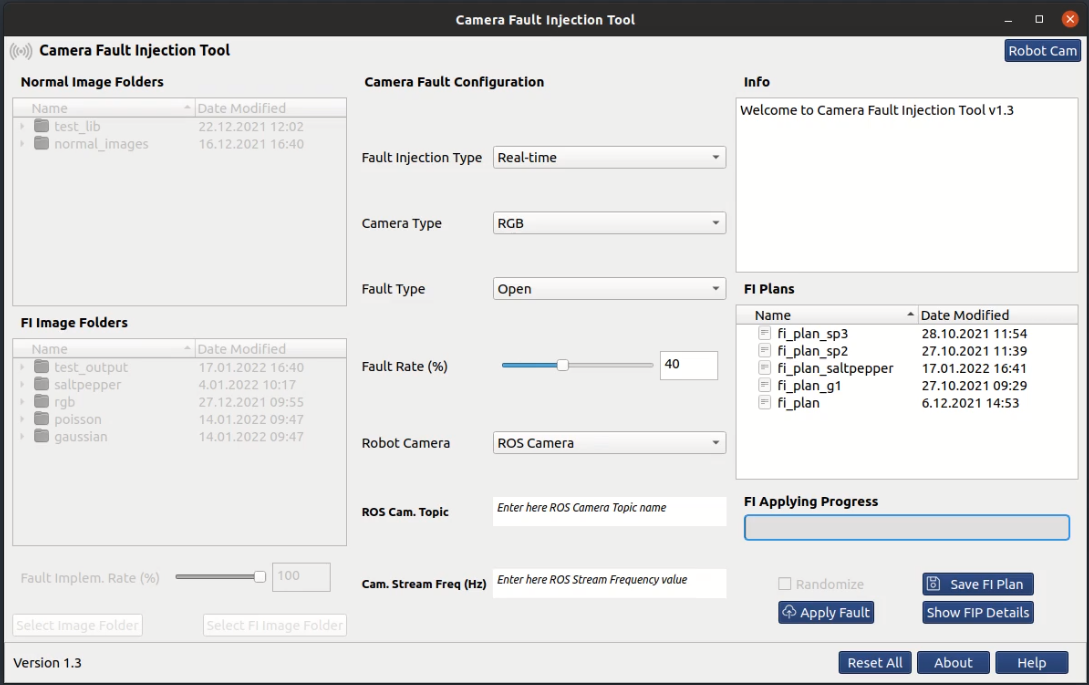 Camera Fault Injection Tool
Camera Fault Injection Tool
Robot Cam
Normal Image Folders
Name Date Modified
test_lib 22.12.2021 12:02
normal_images 16.12.2021 16:40
FI Image Folders
Name Date Modified
test_output 17.01.2022 16:40
saltpepper 4.01.2022 10:17
rgb 27.12.2021 09:55
poisson 14.01.2022 09:47
gaussian 14.01.2022 09:47
Fault Implem. Rate (%) 100
Select Image Folder Select FI Image Folder
Camera Fault Configuration
Fault Injection Type Real-time
Camera Type RGB
Fault Type Open
Fault Rate (%) 40
Robot Camera ROS Camera
ROS Cam. Topic Enter here ROS Camera Topic name
Cam. Stream Freq (Hz) Enter here ROS Stream Frequency value
Info
Welcome to Camera Fault Injection Tool v1.3
FI Plans
Name Date Modified
fi_plan_sp3 28.10.2021 11:54
fi_plan_sp2 27.10.2021 11:39
fi_plan_saltpepper 17.01.2022 16:41
fi_plan_g1 27.10.2021 09:29
fi_plan 6.12.2021 14:53
FI Applying Progress
Randomize Save FI Plan
Apply Fault Show FIP Details
Version 1.3 Reset All About Help